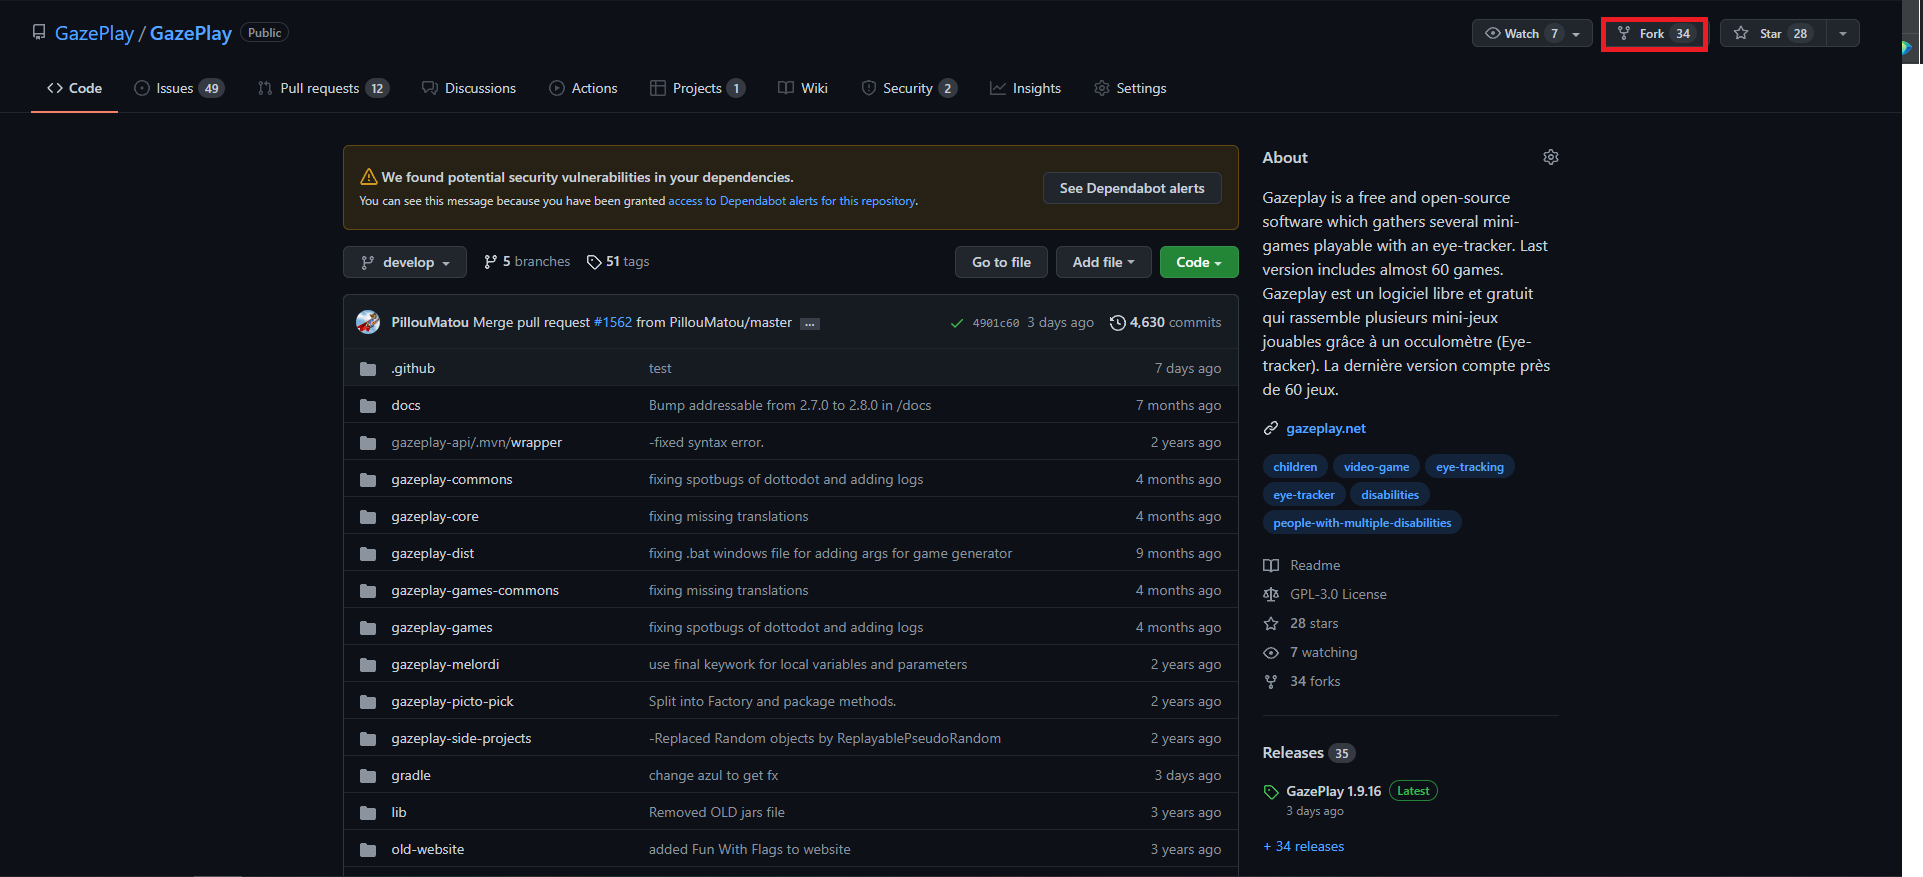 GazePlay / GazePlay Public
Watch 7
Fork 34
Star 28
Code
Issues 49
Pull requests 12
Discussions
Actions
Projects 1
Wiki
Security 2
Insights
Settings
We found potential security vulnerabilities in your dependencies.
You can see this message because you have been granted access to Dependabot alerts for this repository.
See Dependabot alerts
develop
5 branches
51 tags
Go to file
Add file
Code
PillouMatou Merge pull request #1562 from PillouMatou/master ...
4901c60 3 days ago
4,630 commits
.github test 7 days ago
docs Bump addressable from 2.7.0 to 2.8.0 in /docs 7 months ago
gazeplay-api/.mvn/wrapper -fixed syntax error. 2 years ago
gazeplay-commons fixing spotbugs of dottodot and adding logs 4 months ago
gazeplay-core fixing missing translations 4 months ago
gazeplay-dist fixing .bat windows file for adding args for game generator 9 months ago
gazeplay-games-commons fixing missing translations 4 months ago
gazeplay-games fixing spotbugs of dottodot and adding logs 4 months ago
gazeplay-melordi use final keywork for local variables and parameters 2 years ago
gazeplay-picto-pick Split into Factory and package methods. 2 years ago
gazeplay-side-projects -Replaced Random objects by ReplayablePseudoRandom 2 years ago
gradle change azul to get fx 3 days ago
lib Removed OLD jars file 3 years ago
old-website added Fun With Flags to website 3 years ago
About
Gazeplay is a free and open-source
software which gathers several mini-
games playable with an eye-tracker. Last
version includes almost 60 games.
Gazeplay est un logiciel libre et gratuit
qui rassemble plusieurs mini-jeux
jouables grâce à un occulomètre (Eye-
tracker). La dernière version compte près
de 60 jeux.
gazeplay.net
children video-game eye-tracking
eye-tracker disabilities
people-with-multiple-disabilities
Readme
GPL-3.0 License
28 stars
7 watching
34 forks
Releases 35
GazePlay 1.9.16 Latest
3 days ago
+ 34 releases